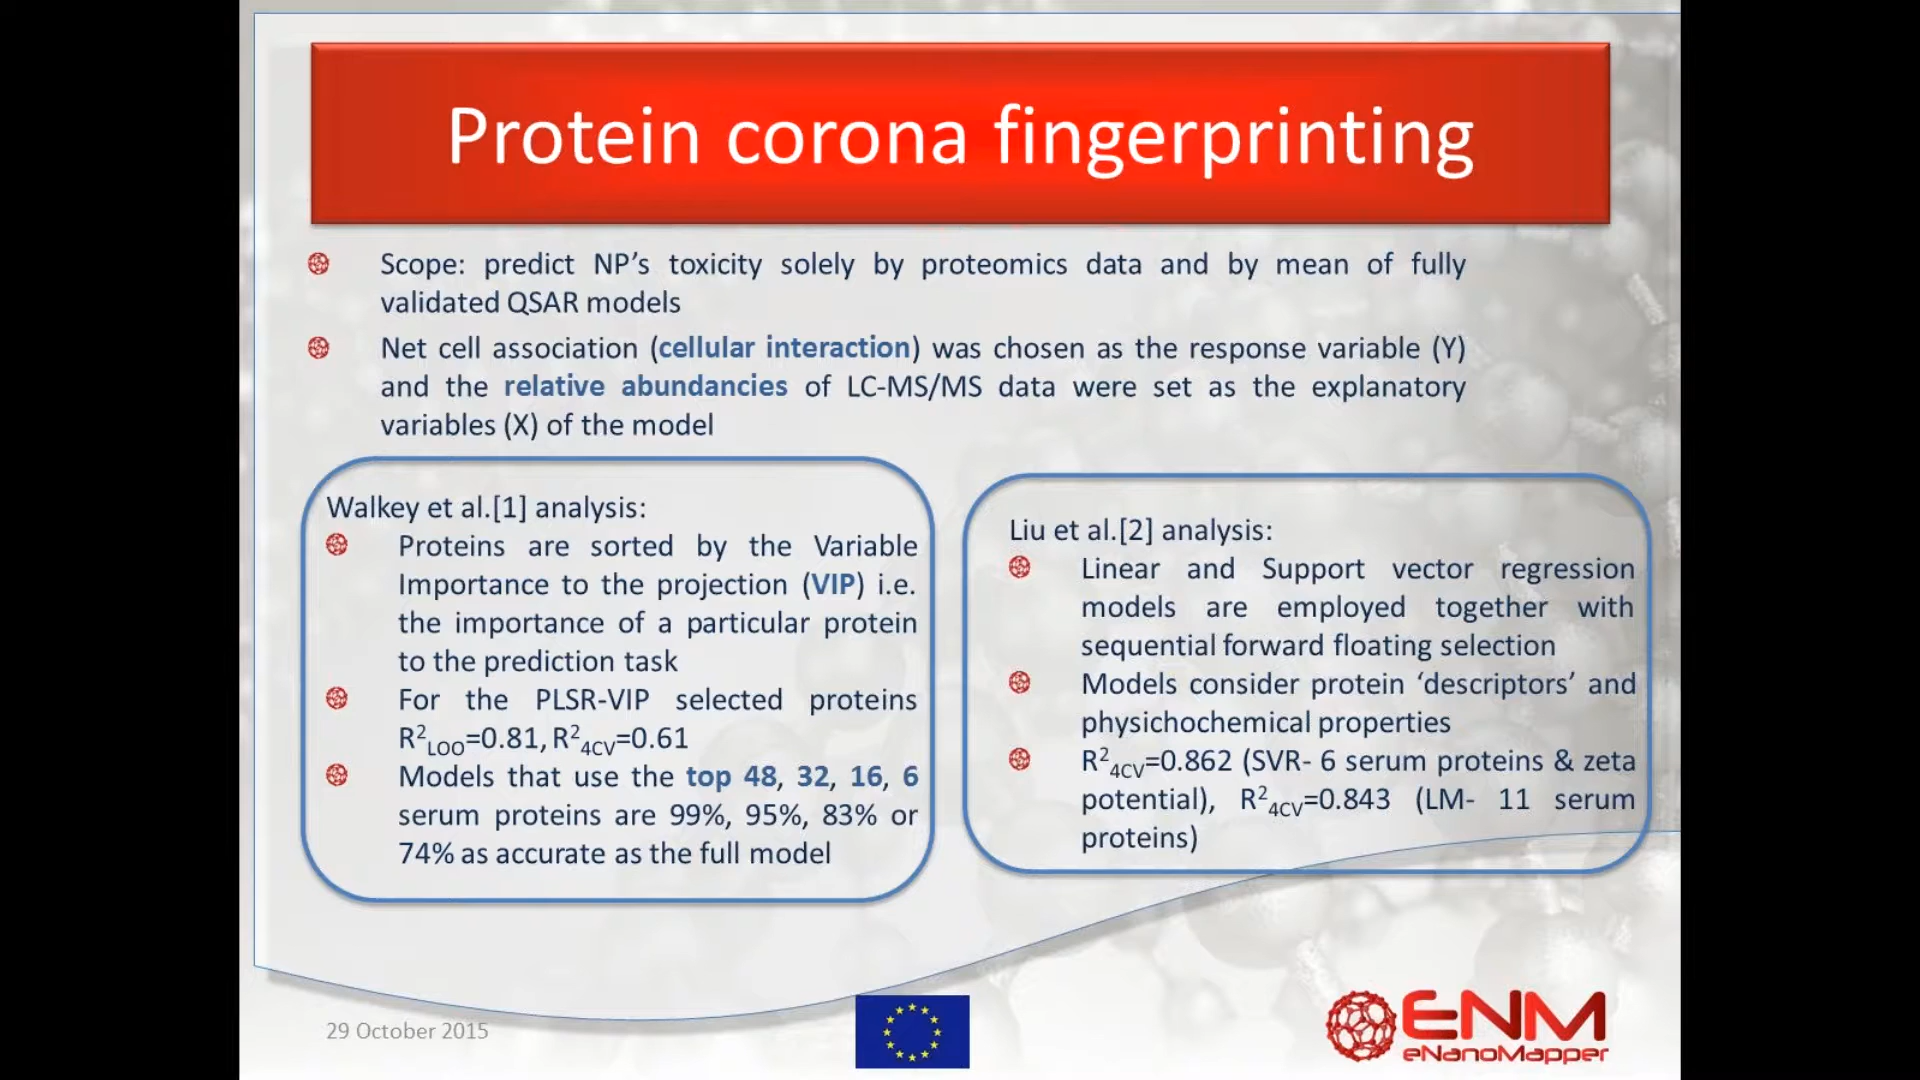 Protein corona fingerprinting
Scope: predict NP’s toxicity solely by proteomics data and by mean of fully
validated QSAR models
Net cell association (cellular interaction) was chosen as the response variable (Y)
and the relative abundancies of LC-MS/MS data were set as the explanatory
variables (X) of the model
Walkey et al.[1] analysis:
Proteins are sorted by the Variable
Importance to the projection (VIP) i.e.
the importance of a particular protein
to the prediction task
For the PLSR-VIP selected proteins
R²LOO=0.81, R²4CV=0.61
Models that use the top 48, 32, 16, 6
serum proteins are 99%, 95%, 83% or
74% as accurate as the full model
Liu et al.[2] analysis:
Linear and Support vector regression
models are employed together with
sequential forward floating selection
Models consider protein ‘descriptors’ and
physichochemical properties
R²4CV=0.862 (SVR- 6 serum proteins & zeta
potential), R²4CV=0.843 (LM- 11 serum
proteins)
29 October 2015
ENM
eNanoMapper